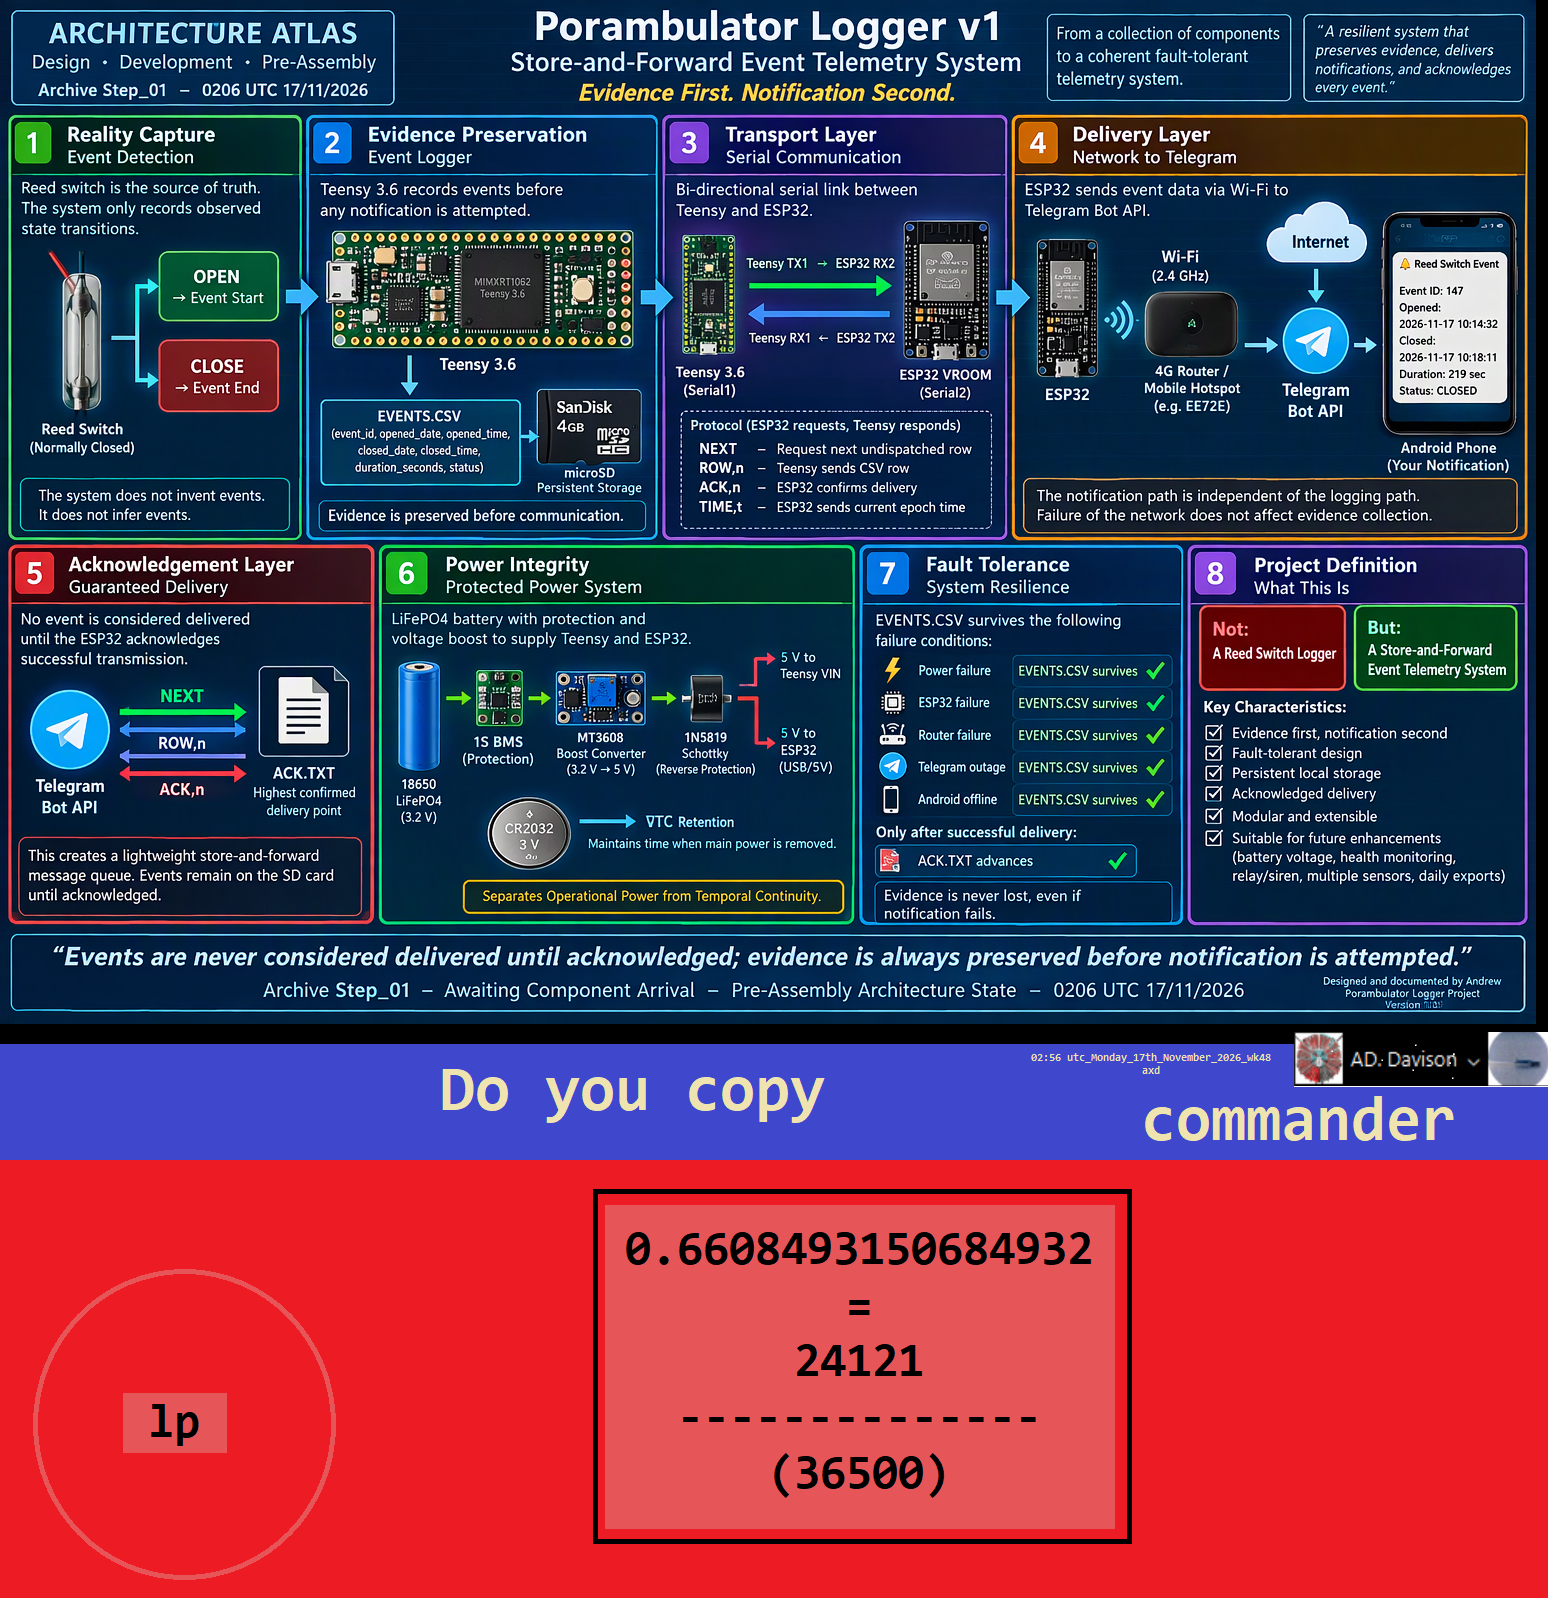 ARCHITECTURE ATLAS
Design • Development • Pre-Assembly
Archive Step_01 – 0206 UTC 17/11/2026
Porambulator Logger v1
Store-and-Forward Event Telemetry System
Evidence First. Notification Second.
From a collection of components
to a coherent fault-tolerant
telemetry system.
“A resilient system that
preserves evidence, delivers
notifications, and acknowledges
every event.”
1 Reality Capture
Event Detection
Reed switch is the source of truth.
The system only records observed
state transitions.
OPEN
→ Event Start
CLOSE
→ Event End
Reed Switch
(Normally Closed)
The system does not invent events.
It does not infer events.
2 Evidence Preservation
Event Logger
Teensy 3.6 records events before
any notification is attempted.
MIMXRT1062
Teensy 3.6
Teensy 3.6
EVENTS.CSV
(event_id, opened_date, opened_time,
closed_date, closed_time,
duration_seconds, status)
SanDisk
4GB
micro
HC
microSD
Persistent Storage
Evidence is preserved before communication.
3 Transport Layer
Serial Communication
Bi-directional serial link between
Teensy and ESP32.
Teensy TX1 → ESP32 RX2
Teensy RX1 ← ESP32 TX2
Teensy 3.6
(Serial1)
ESP32 VROOM
(Serial2)
Protocol (ESP32 requests, Teensy responds)
NEXT – Request next undispatched row
ROW,n – Teensy sends CSV row
ACK,n – ESP32 confirms delivery
TIME,t – ESP32 sends current epoch time
4 Delivery Layer
Network to Telegram
ESP32 sends event data via Wi-Fi to
Telegram Bot API.
ESP32
Wi-Fi
(2.4 GHz)
4G Router /
Mobile Hotspot
(e.g. EE72E)
Internet
Telegram
Bot API
Reed Switch Event
Event ID: 147
Opened:
2026-11-17 10:14:32
Closed:
2026-11-17 10:18:11
Duration: 219 sec
Status: CLOSED
Android Phone
(Your Notification)
The notification path is independent of the logging path.
Failure of the network does not affect evidence collection.
5 Acknowledgement Layer
Guaranteed Delivery
No event is considered delivered
until the ESP32 acknowledges
successful transmission.
NEXT
ROW,n
ACK,n
Telegram
Bot API
ACK.TXT
Highest confirmed
delivery point
This creates a lightweight store-and-forward
message queue. Events remain on the SD card
until acknowledged.
6 Power Integrity
Protected Power System
LiFePO4 battery with protection and
voltage boost to supply Teensy and ESP32.
18650
LiFePO4
(3.2 V)
1S BMS
(Protection)
MT3608
Boost Converter
(3.2 V → 5 V)
1N5819
Schottky
(Reverse Protection)
5 V to
Teensy VIN
5 V to
ESP32
(USB/5V)
CR2032
3 V
∇TC Retention
Maintains time when main power is removed.
Separates Operational Power from Temporal Continuity.
7 Fault Tolerance
System Resilience
EVENTS.CSV survives the following
failure conditions:
Power failure EVENTS.CSV survives ✓
ESP32 failure EVENTS.CSV survives ✓
Router failure EVENTS.CSV survives ✓
Telegram outage EVENTS.CSV survives ✓
Android offline EVENTS.CSV survives ✓
Only after successful delivery:
ACK.TXT advances ✓
Evidence is never lost, even if
notification fails.
8 Project Definition
What This Is
Not:
A Reed Switch Logger
But:
A Store-and-Forward
Event Telemetry System
Key Characteristics:
Evidence first, notification second
Fault-tolerant design
Persistent local storage
Acknowledged delivery
Modular and extensible
Suitable for future enhancements
(battery voltage, health monitoring,
relay/siren, multiple sensors, daily exports)
“Events are never considered delivered until acknowledged; evidence is always preserved before notification is attempted.”
Archive Step_01 – Awaiting Component Arrival – Pre-Assembly Architecture State – 0206 UTC 17/11/2026
Designed and documented by Andrew
Porambulator Logger Project
Version
02:56 utc_Monday_17th_November_2026_wk48
axd
AD. Davison
Do you copy
commander
lp
0.6608493150684932
=
24121
--------------
(36500)